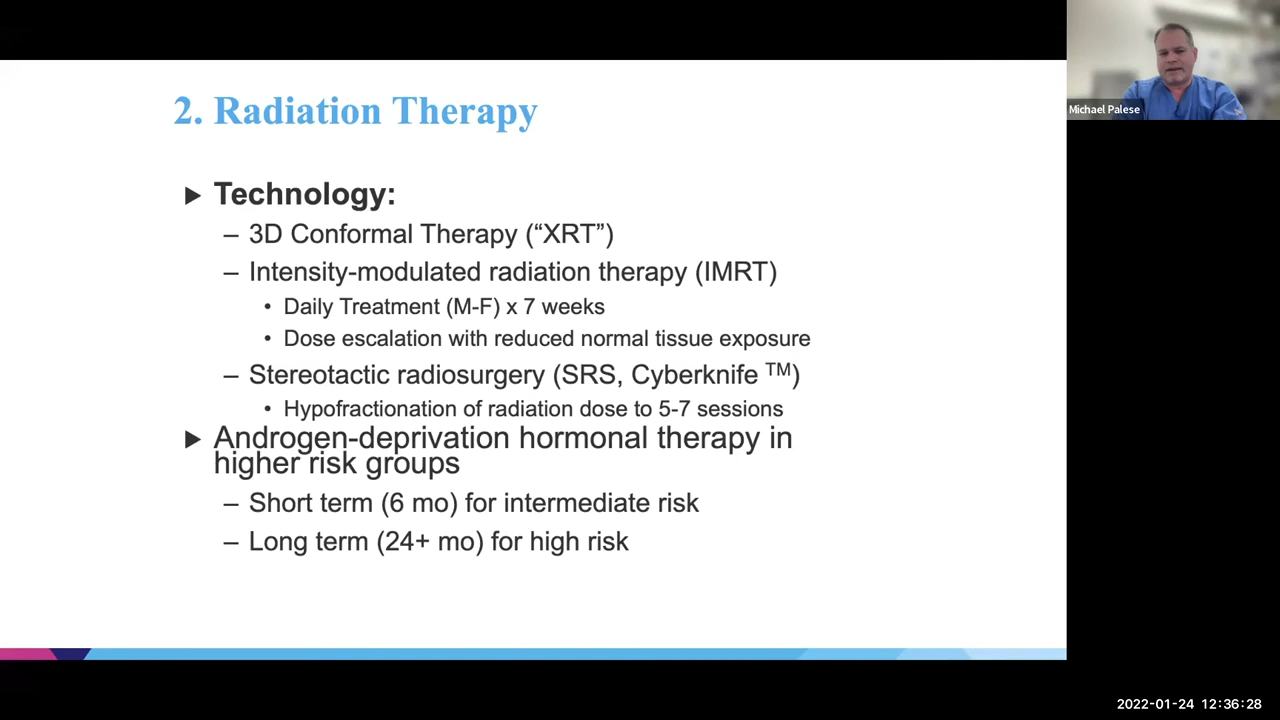 2. Radiation Therapy
Michael Palese
Technology:
– 3D Conformal Therapy (“XRT”)
– Intensity-modulated radiation therapy (IMRT)
• Daily Treatment (M-F) x 7 weeks
• Dose escalation with reduced normal tissue exposure
– Stereotactic radiosurgery (SRS, Cyberknife ™)
• Hypofractionation of radiation dose to 5-7 sessions
Androgen-deprivation hormonal therapy in
higher risk groups
– Short term (6 mo) for intermediate risk
– Long term (24+ mo) for high risk
2022-01-24 12:36:28